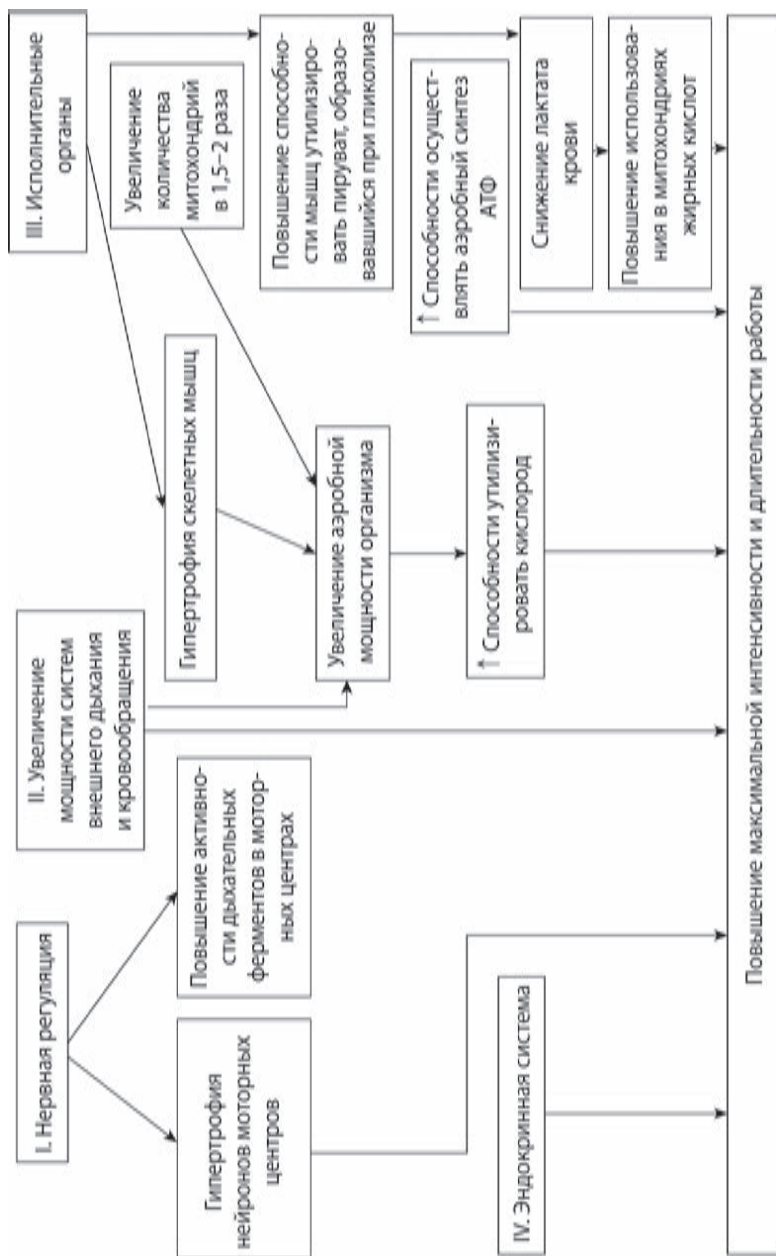 I. Нервная регуляция
II. Увеличение
мощности систем
внешнего дыхания
и кровообращения
III. Исполнительные
органы
Гипертрофия
нейронов моторных
центров
Повышение активно-
сти дыхательных
ферментов в мотор-
ных центрах
Гипертрофия скелетных мышц
Увеличение
количества
митохондрий
в 1,5–2 раза
Увеличение аэробной
мощности организма
Повышение способно-
сти мышц утилизиро-
вать пируват, образо-
вавшийся при гликолизе
IV. Эндокринная система
↑ Способности утилизи-
ровать кислород
↑ Способности осущест-
влять аэробный синтез
АТФ
Снижение лактата
крови
Повышение использова-
ния в митохондриях
жирных кислот
Повышение максимальной интенсивности и длительности работы